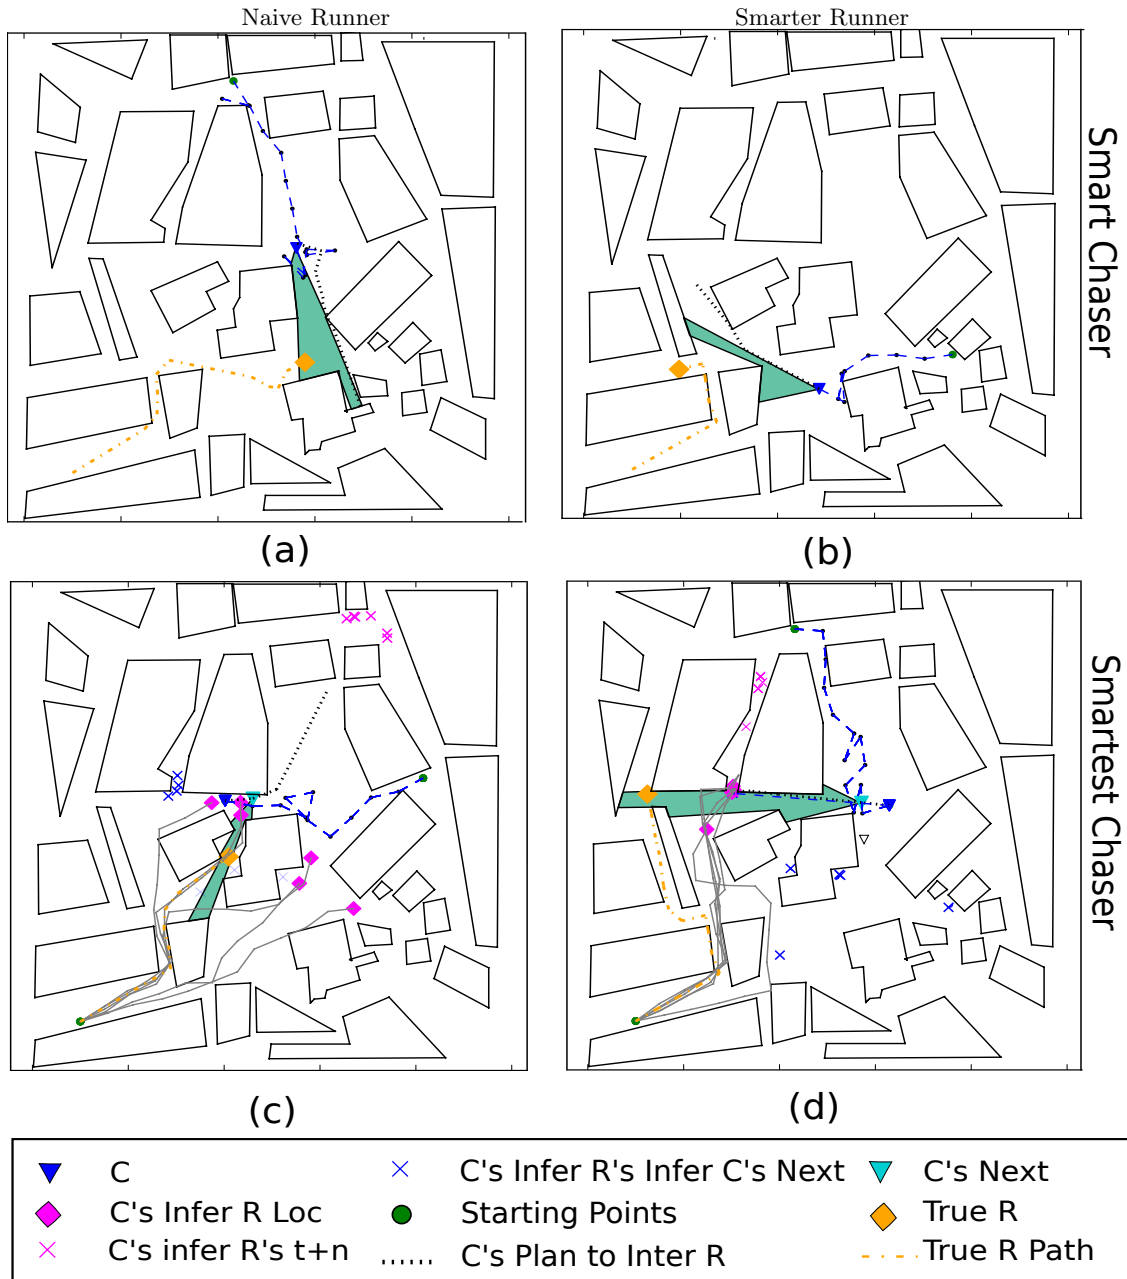 Naive Runner
Smarter Runner
Smart Chaser
(a)
(b)
Smartest Chaser
(c)
(d)
C
C's Infer R's Infer C's Next
C's Next
C's Infer R Loc
Starting Points
True R
C's infer R's t+n
C's Plan to Inter R
True R Path